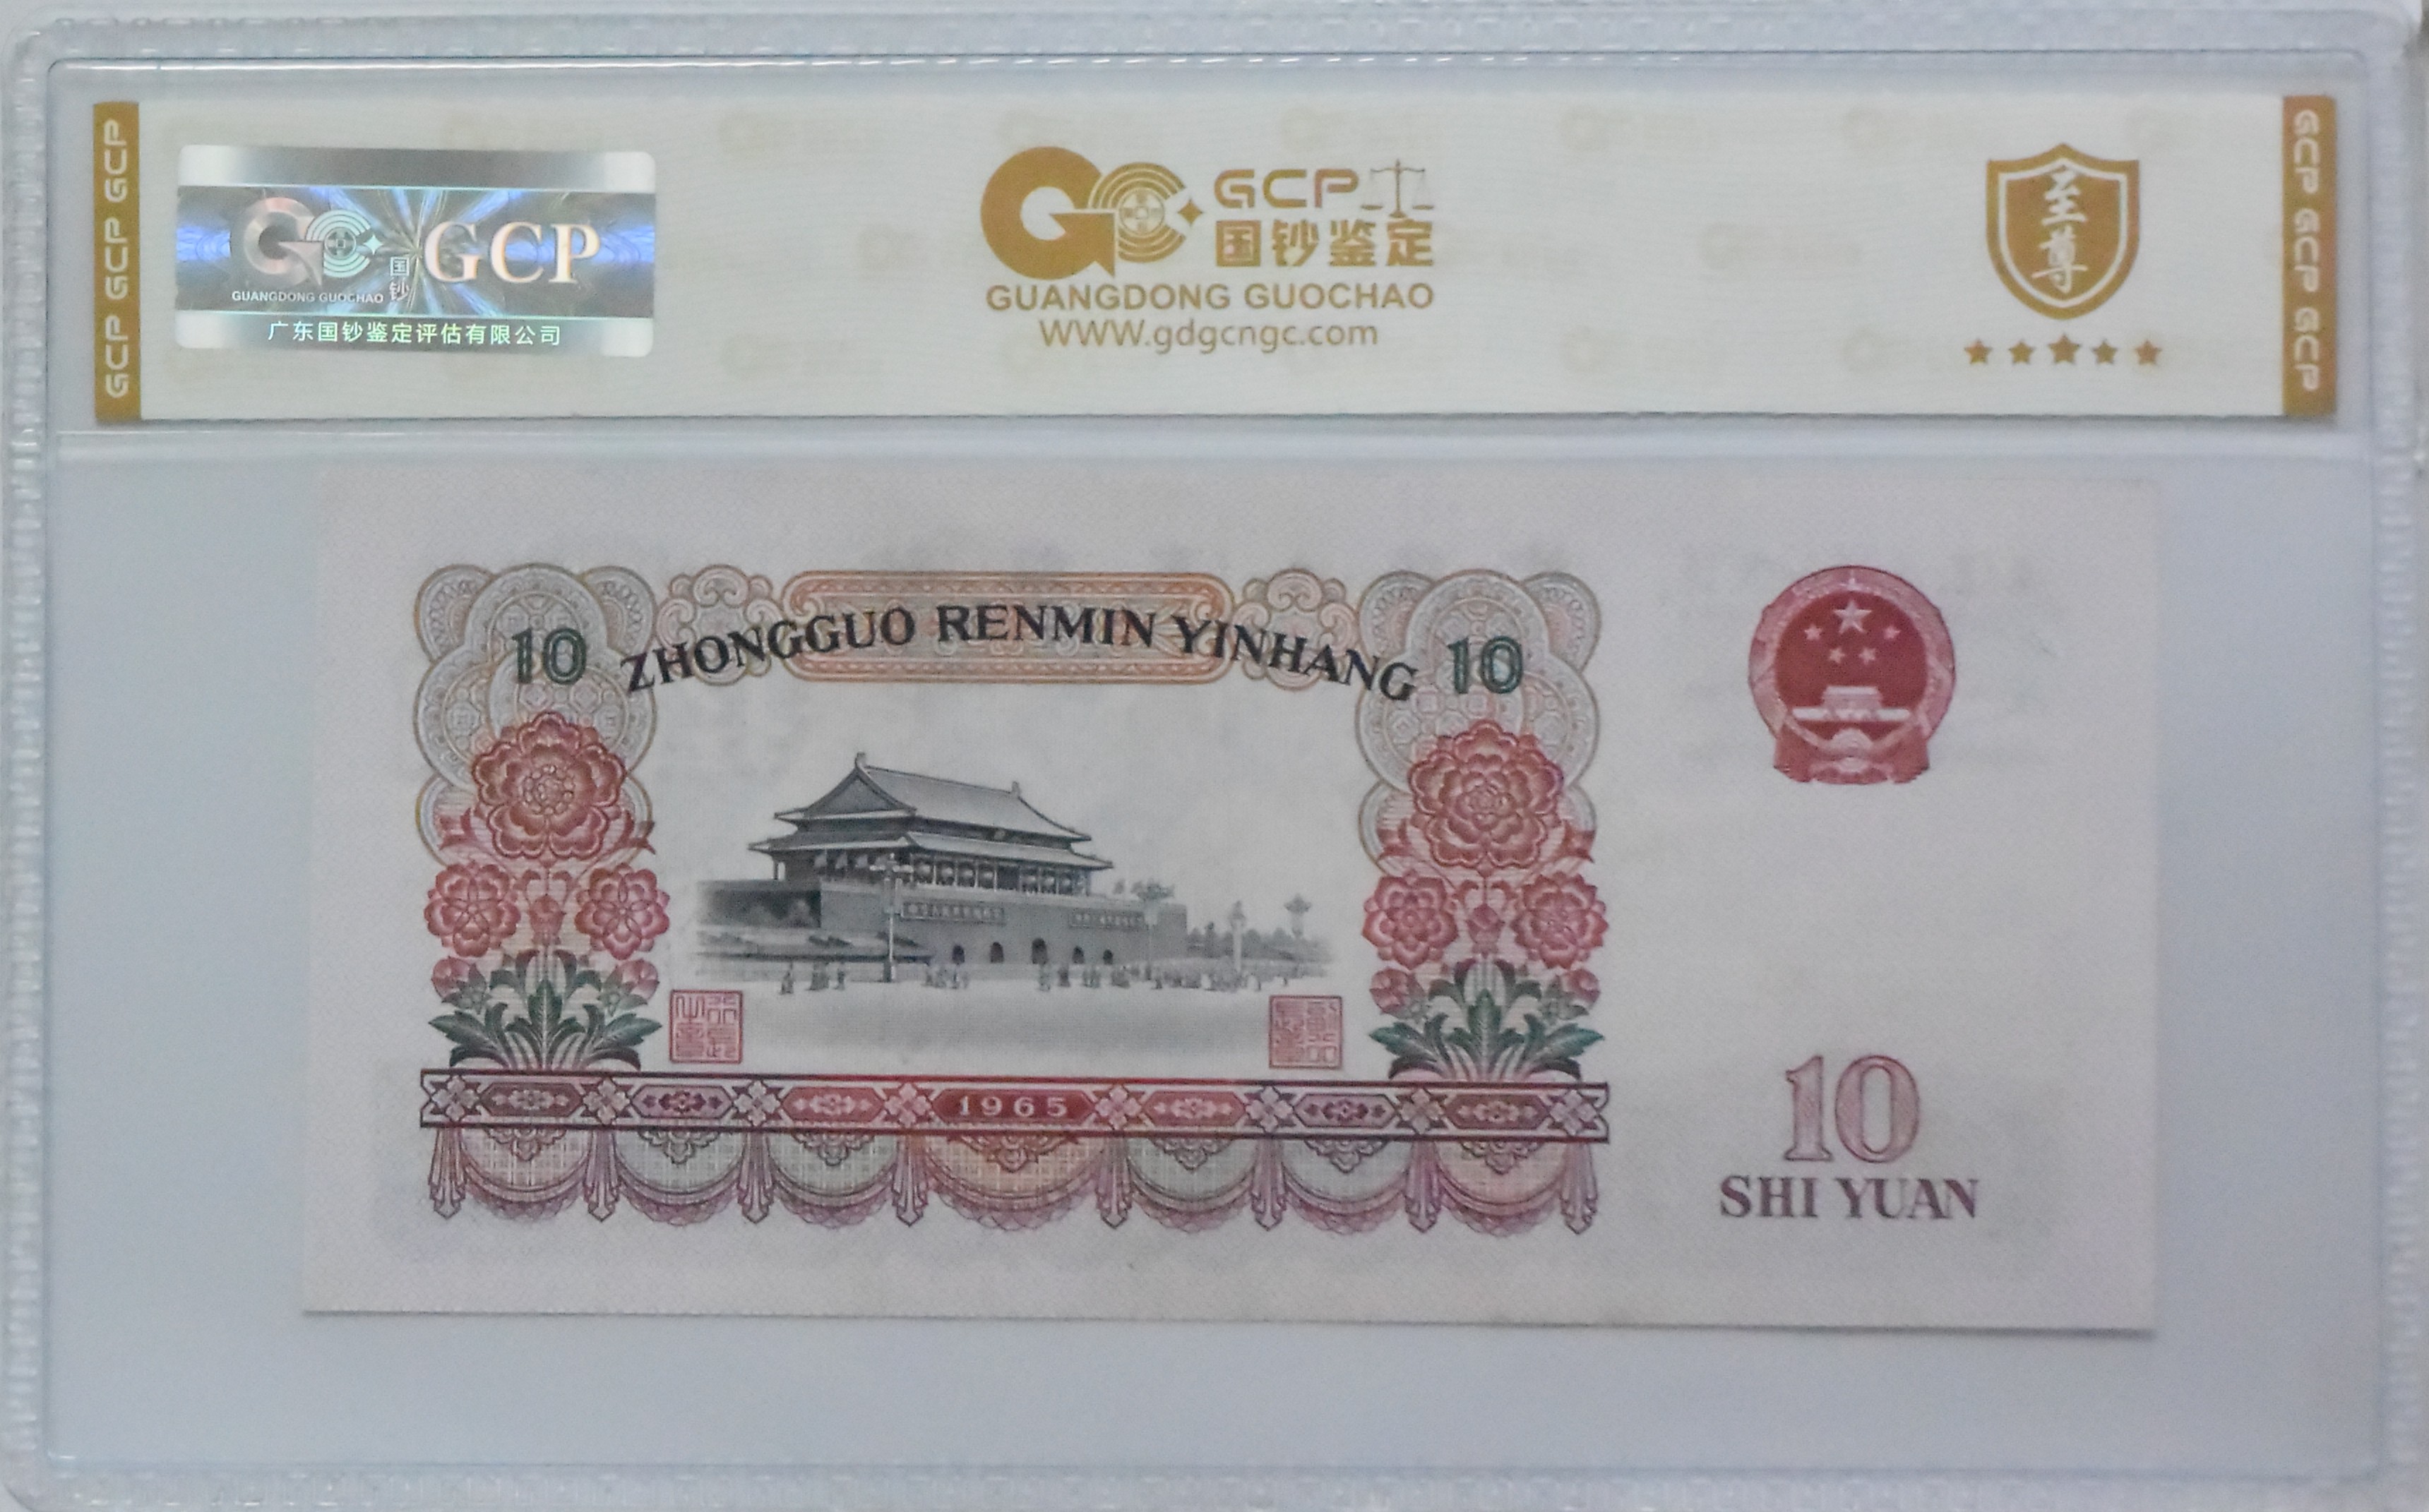 GCP GCP GCP
GUANGDONG GUOCHAO
国钞
GCP
广东国钞鉴定评估有限公司
GCP
国钞鉴定
GUANGDONG GUOCHAO
WWW.gdgcngc.com
至尊
GCP GCP GCP
10 ZHONGGUO RENMIN YINHANG 10
1965
10
SHI YUAN